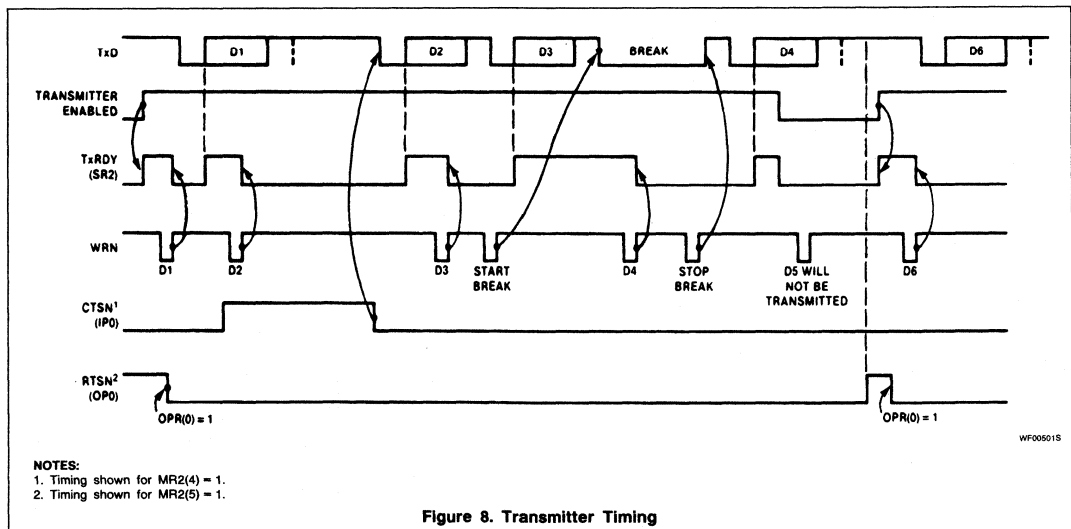 TxD
D1
D2
D3
BREAK
D4
D6
TRANSMITTER
ENABLED
TxRDY
(SR2)
WRN
D1
D2
D3
START
BREAK
D4
STOP
BREAK
D5 WILL
NOT BE
TRANSMITTED
D6
CTSN¹
(IP0)
RTSN²
(OP0)
OPR(0) = 1
OPR(0) = 1
WF00501S
NOTES:
1. Timing shown for MR2(4) = 1.
2. Timing shown for MR2(5) = 1.
Figure 8. Transmitter Timing